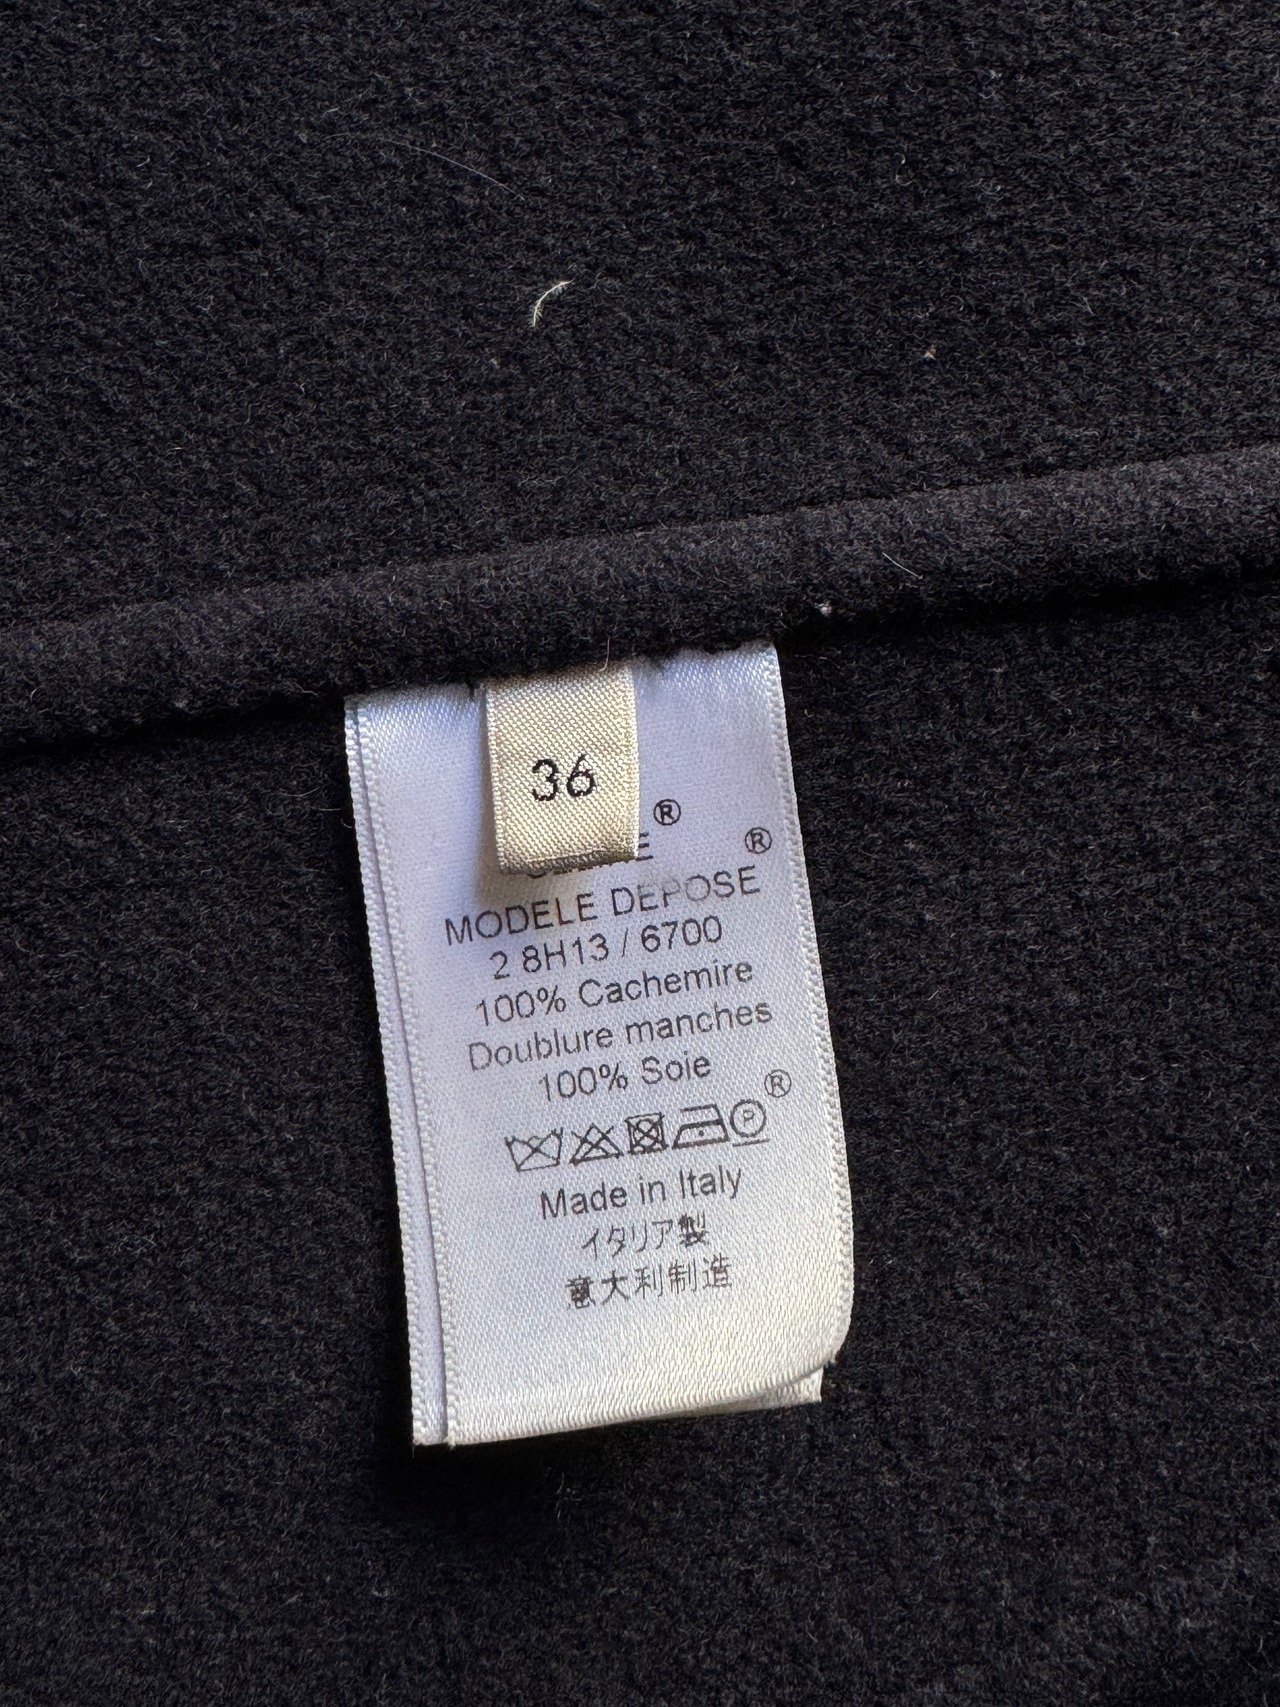 36
®
®
MODELE DEPOSE
2 8H13 / 6700
100% Cachemire
Doublure manches
100% Soie
®
P
Made in Italy
イタリア製
意大利制造